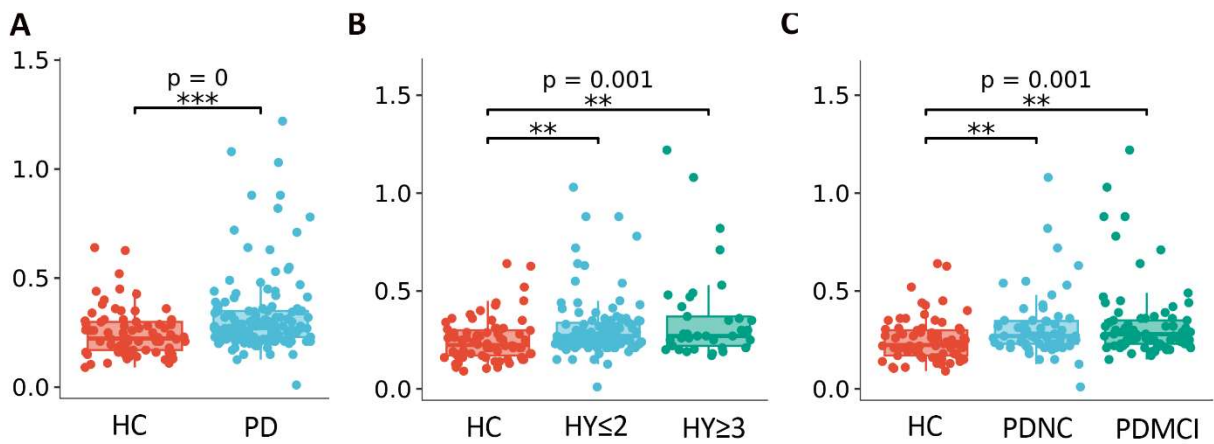 A
1.5
1.0
0.5
0.0
p = 0
***
HC
PD
B
1.5
1.0
0.5
0.0
p = 0.001
**
**
HC
HY≤2
HY≥3
C
1.5
1.0
0.5
0.0
p = 0.001
**
**
HC
PDNC
PDMCI